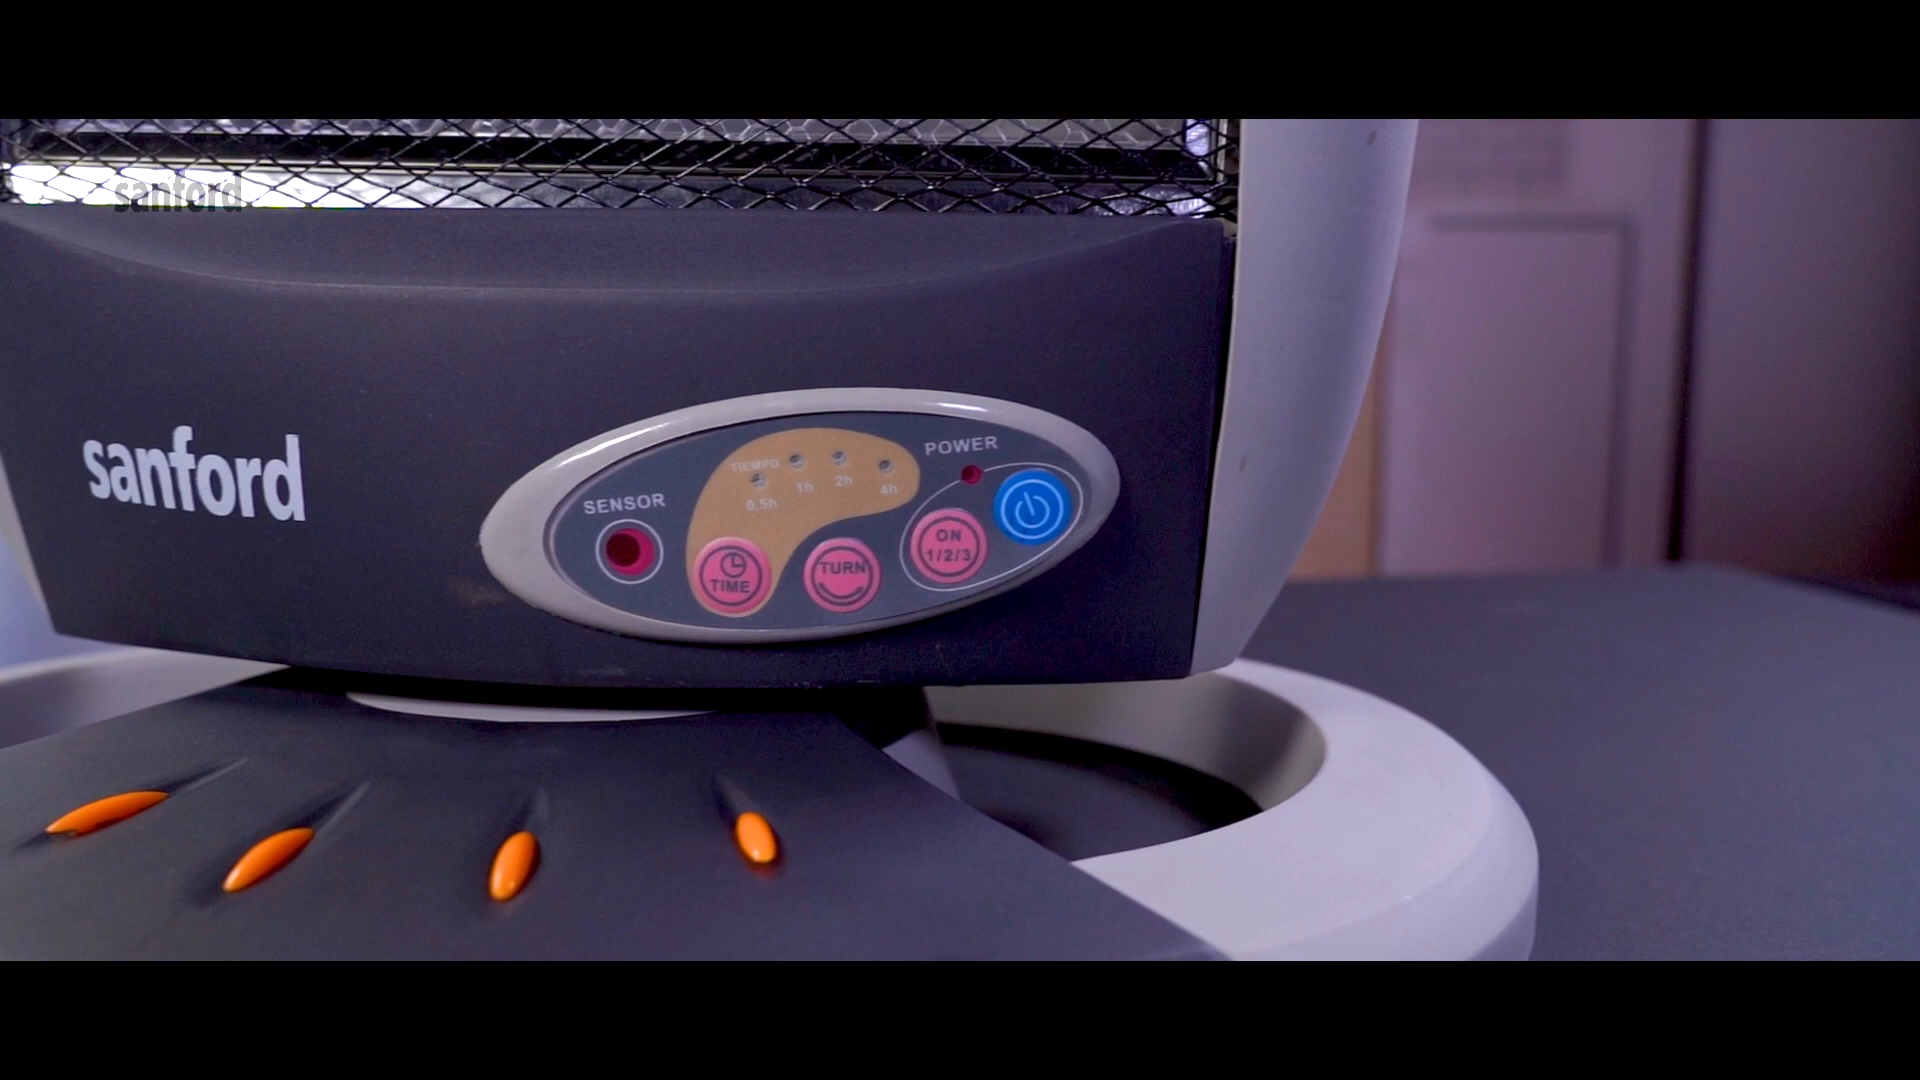 sanford
sanford
POWER
TIEMPO
1h
2h
4h
0.5h
SENSOR
ON
1/2/3
TURN
TIME